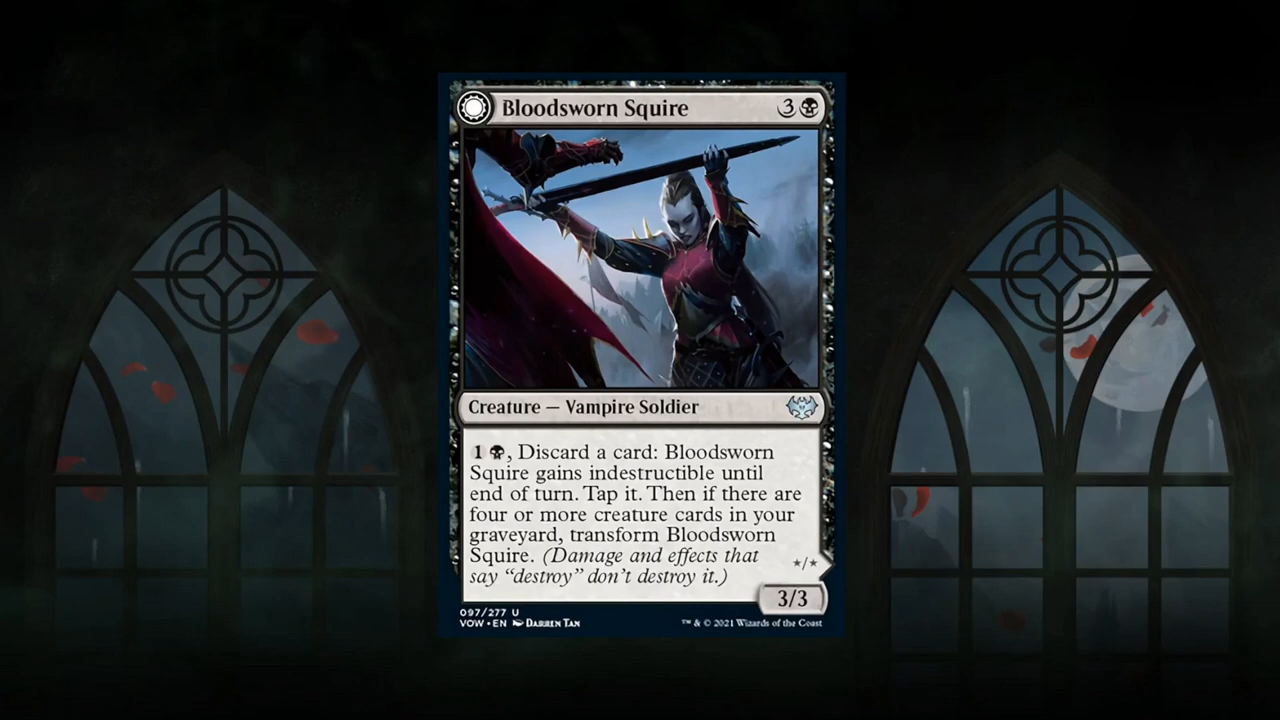 Bloodsworn Squire 3
Creature — Vampire Soldier
1, Discard a card: Bloodsworn
Squire gains indestructible until
end of turn. Tap it. Then if there are
four or more creature cards in your
graveyard, transform Bloodsworn
Squire. (Damage and effects that
say “destroy” don’t destroy it.)
★/★
3/3
097/277 U
VOW • EN Darren Tan
™ & © 2021 Wizards of the Coast